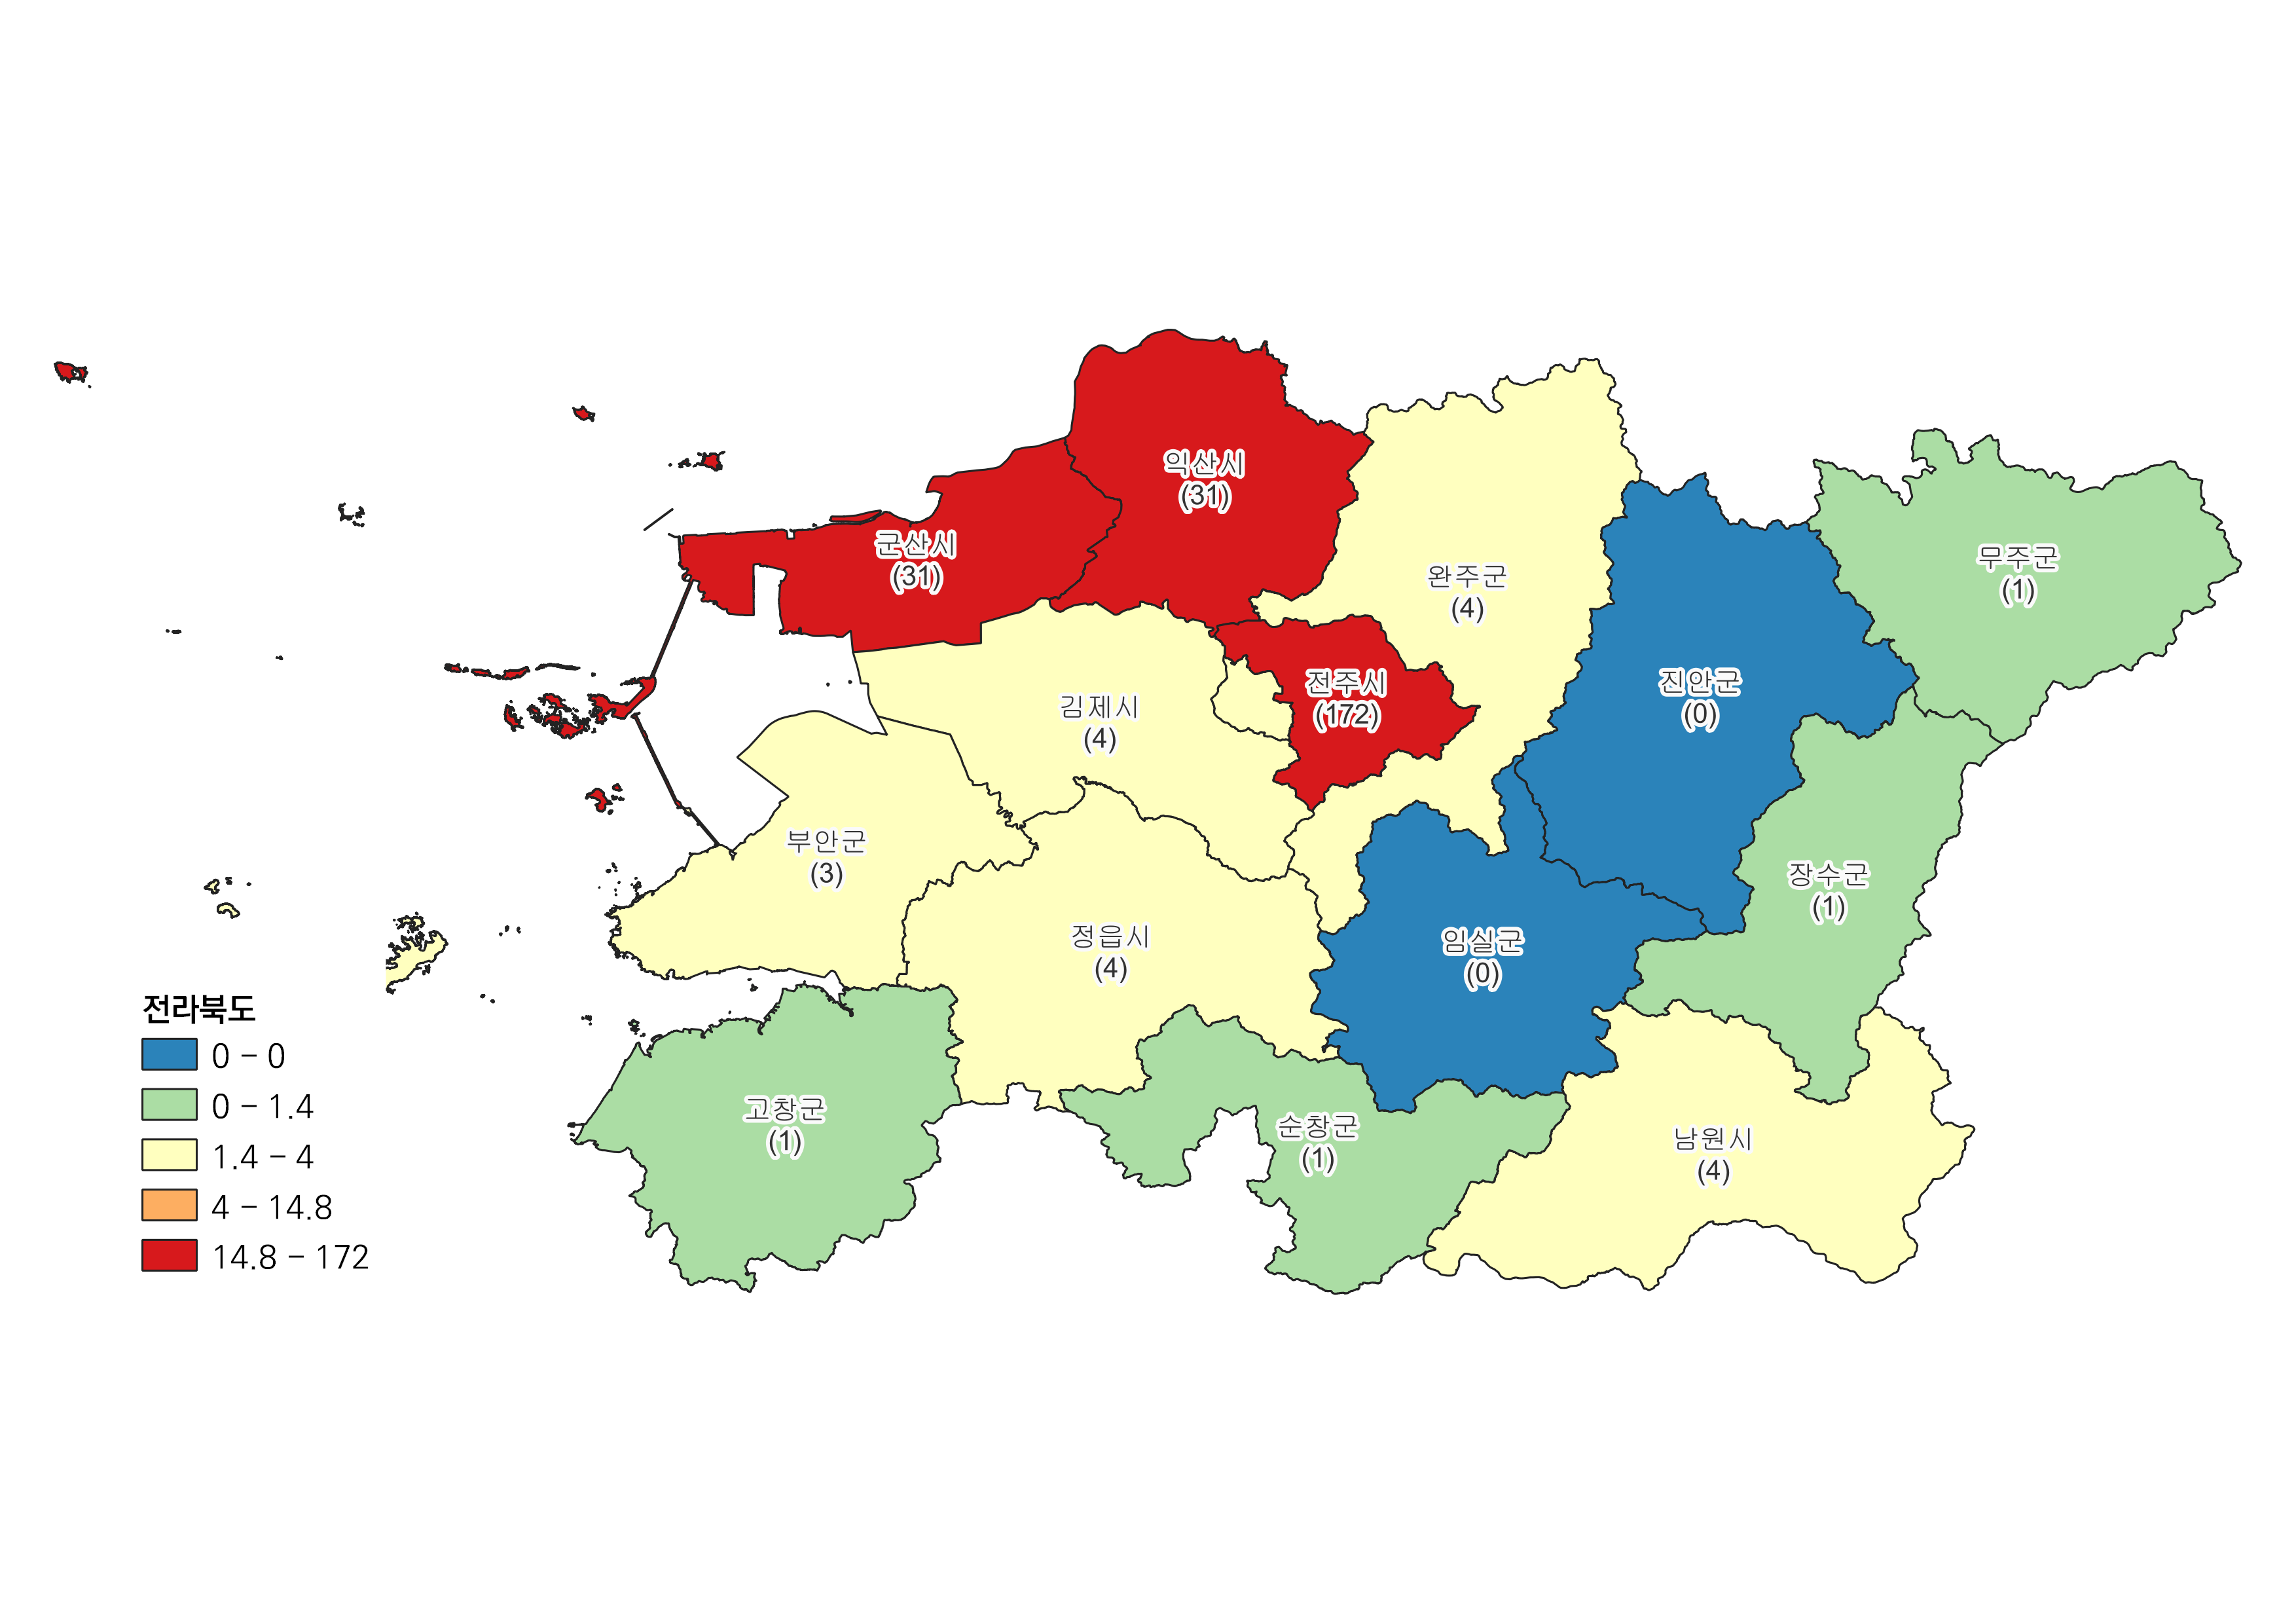 익산시
(31)
군산시
(31)
완주군
(4)
무주군
(1)
전주시
(172)
진안군
(0)
김제시
(4)
부안군
(3)
장수군
(1)
정읍시
(4)
임실군
(0)
고창군
(1)
순창군
(1)
남원시
(4)
전라북도
0 – 0
0 – 1.4
1.4 – 4
4 – 14.8
14.8 – 172